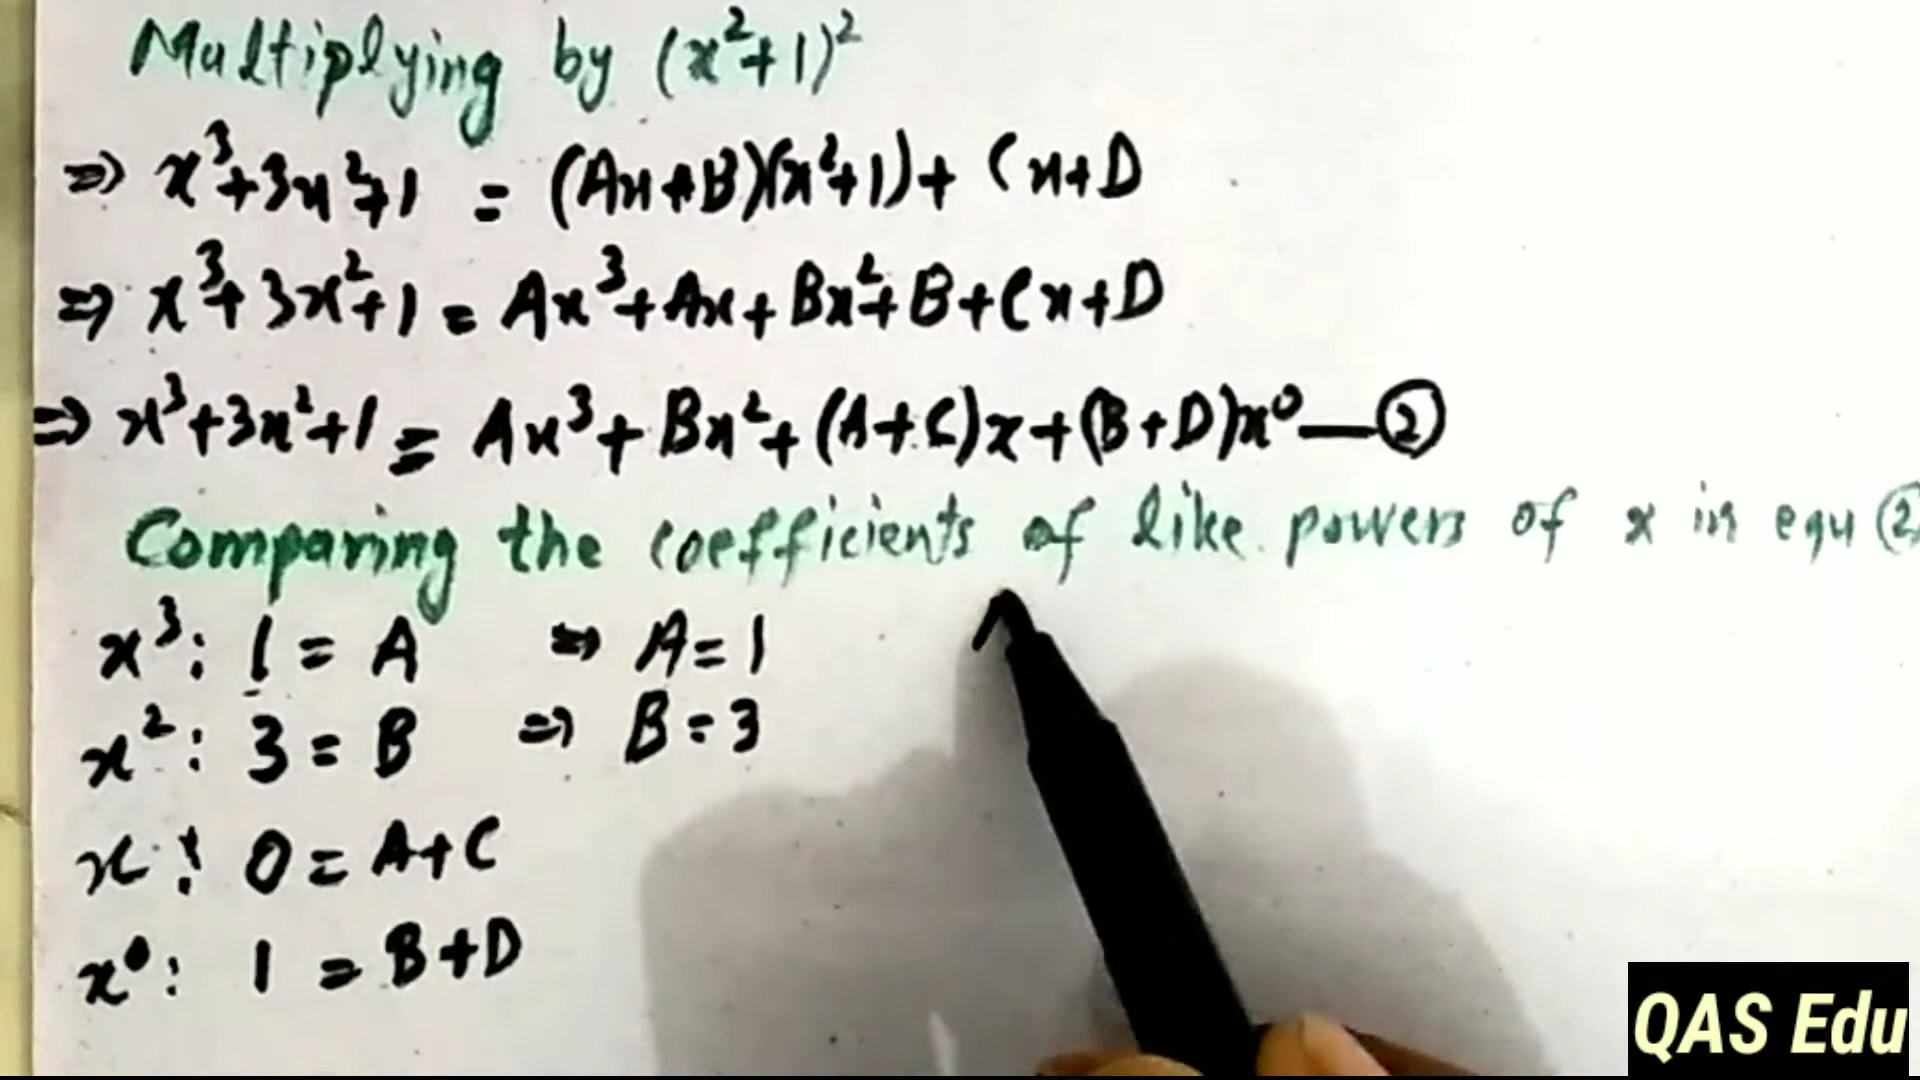 Multiplying by (x²+1)²
⇒ x³+3x²+1 = (Ax+B)(x²+1)+ Cx+D
⇒ x³+3x²+1 = Ax³+Ax+Bx²+B+Cx+D
⇒ x³+3x²+1 = Ax³+Bx²+(A+C)x+(B+D)x⁰—②
Comparing the coefficients of like powers of x in equ ②
x³: 1 = A ⇒ A=1
x²: 3 = B ⇒ B=3
x: 0 = A+C
x⁰: 1 = B+D
QAS Edu